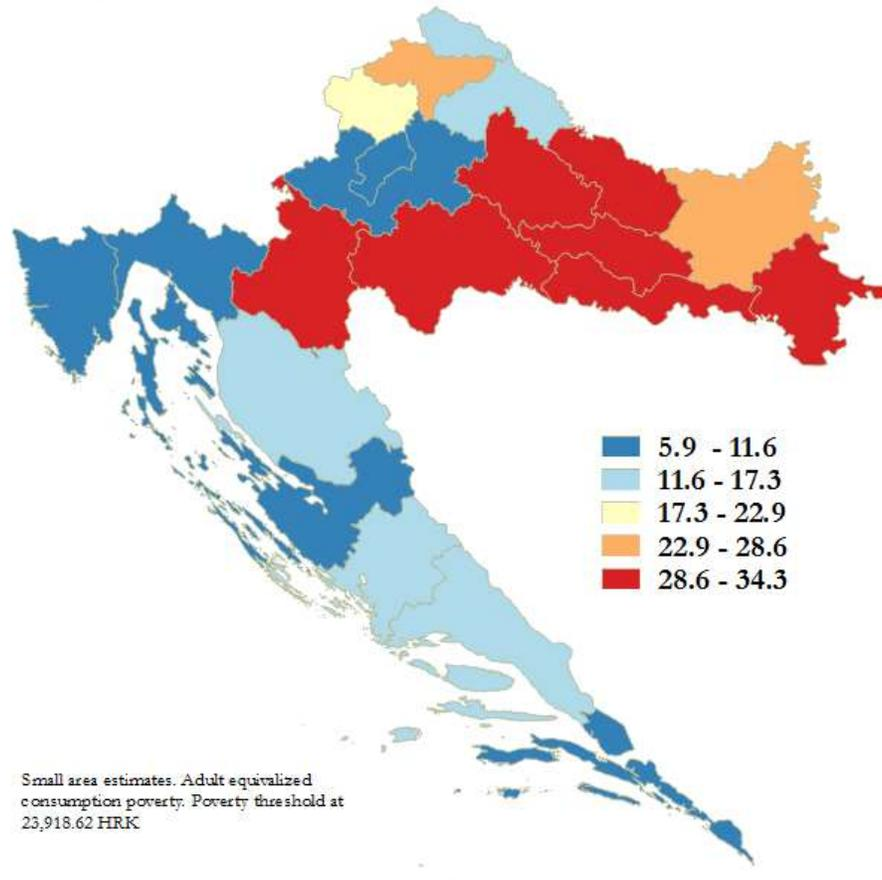 5.9 - 11.6
11.6 - 17.3
17.3 - 22.9
22.9 - 28.6
28.6 - 34.3
Small area estimates. Adult equivalized
consumption poverty. Poverty threshold at
23,918.62 HRK